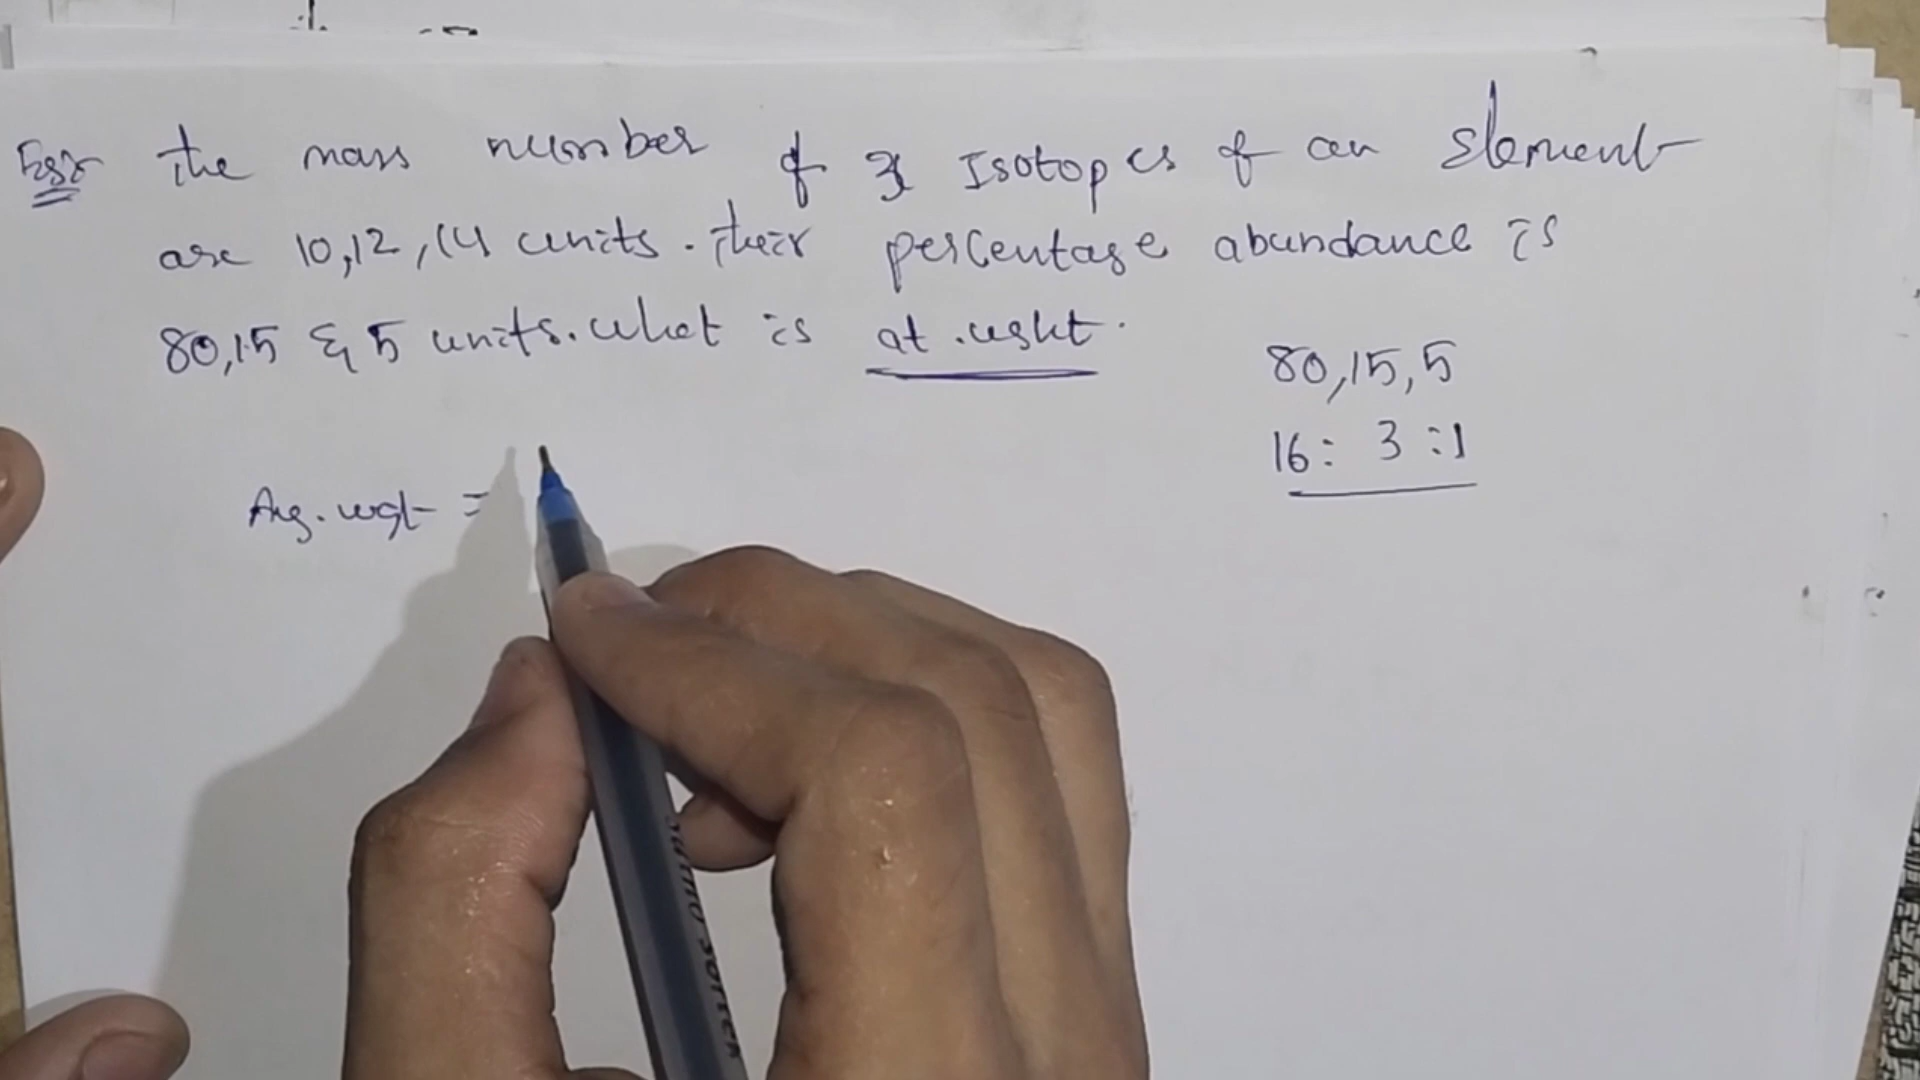 The mass number of 3 Isotopes of an Element
are 10,12,14 units. Their percentage abundance is
80,15 & 5 units. What is at. wght.
80,15,5
16: 3 :1
Avg. wgt =